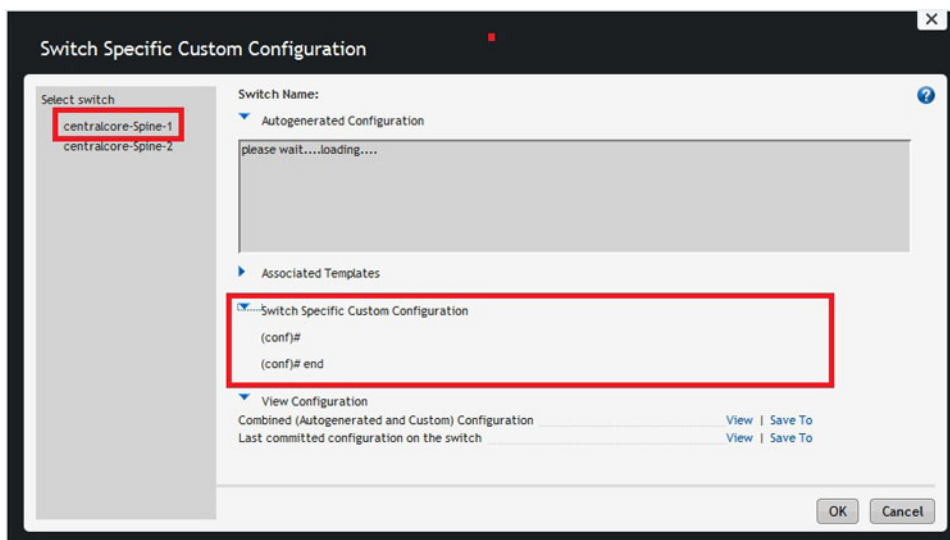 Switch Specific Custom Configuration
Select switch
centralcore-Spine-1
centralcore-Spine-2
Switch Name:
Autogenerated Configuration
please wait....loading....
Associated Templates
Switch Specific Custom Configuration
(conf)#
(conf)# end
View Configuration
Combined (Autogenerated and Custom) Configuration View | Save To
Last committed configuration on the switch View | Save To
OK Cancel